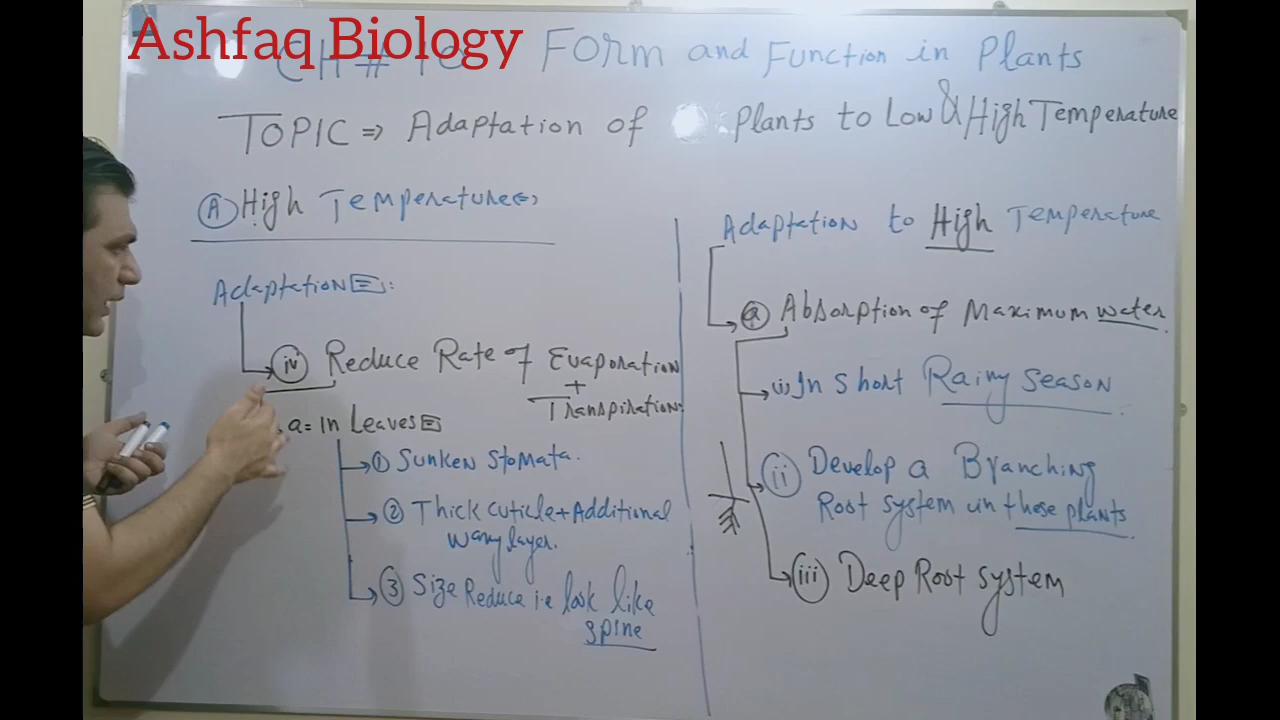 Ashfaq Biology
CH # 10 Form and Function in Plants
TOPIC => Adaptation of Plants to Low & High Temperature
(A) High Temperature=>
Adaptation:
(iv) Reduce Rate of Evaporation
+
Transpiration.
a= In Leaves
(1) Sunken Stomata.
(2) Thick cuticle + Additional
waxy layer.
(3) Size Reduce i.e look like
spine
Adaptation to High Temperature
(a) Absorption of Maximum water.
(i) In Short Rainy Season.
(ii) Develop a Branching
Root system in these plants.
(iii) Deep Root system